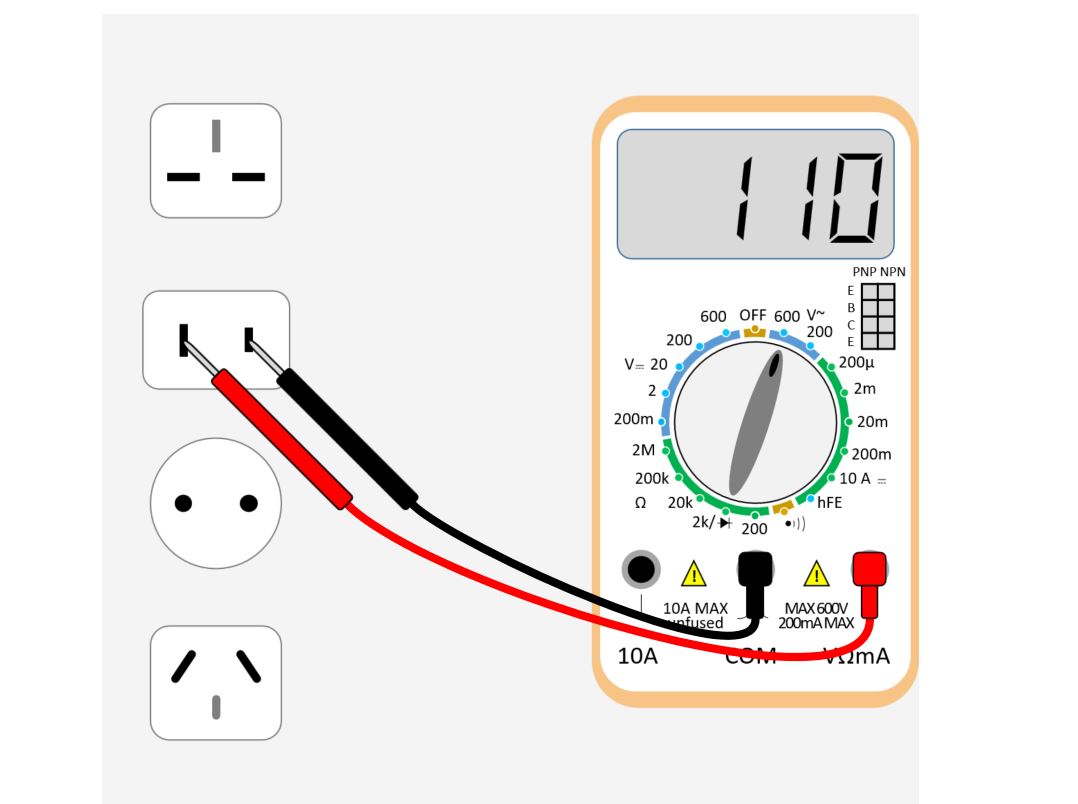 110
PNP NPN
E
B
C
E
600 OFF 600 V~
200 200
V⎓ 20 200µ
2 2m
200m 20m
2M 200m
200k 10 A ⎓
Ω 20k hFE
2k/ 200 •)))
!
!
10A MAX
unfused
MAX 600V
200mA MAX
10A COM VΩmA